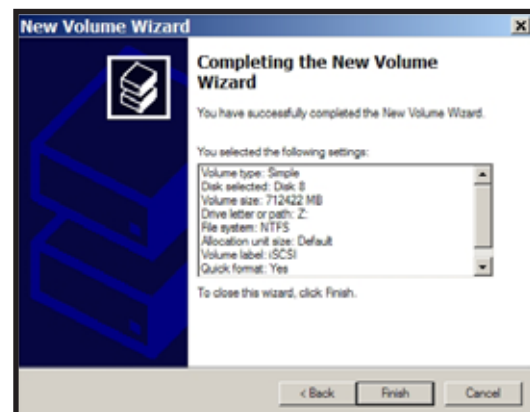 New Volume Wizard
Completing the New Volume
Wizard
You have successfully completed the New Volume Wizard.
You selected the following settings:
Volume type: Simple
Disk selected: Disk 8
Volume size: 712422 MB
Drive letter or path: Z:
File system: NTFS
Allocation unit size: Default
Volume label: iSCSI
Quick format: Yes
To close this wizard, click Finish.
< Back
Finish
Cancel